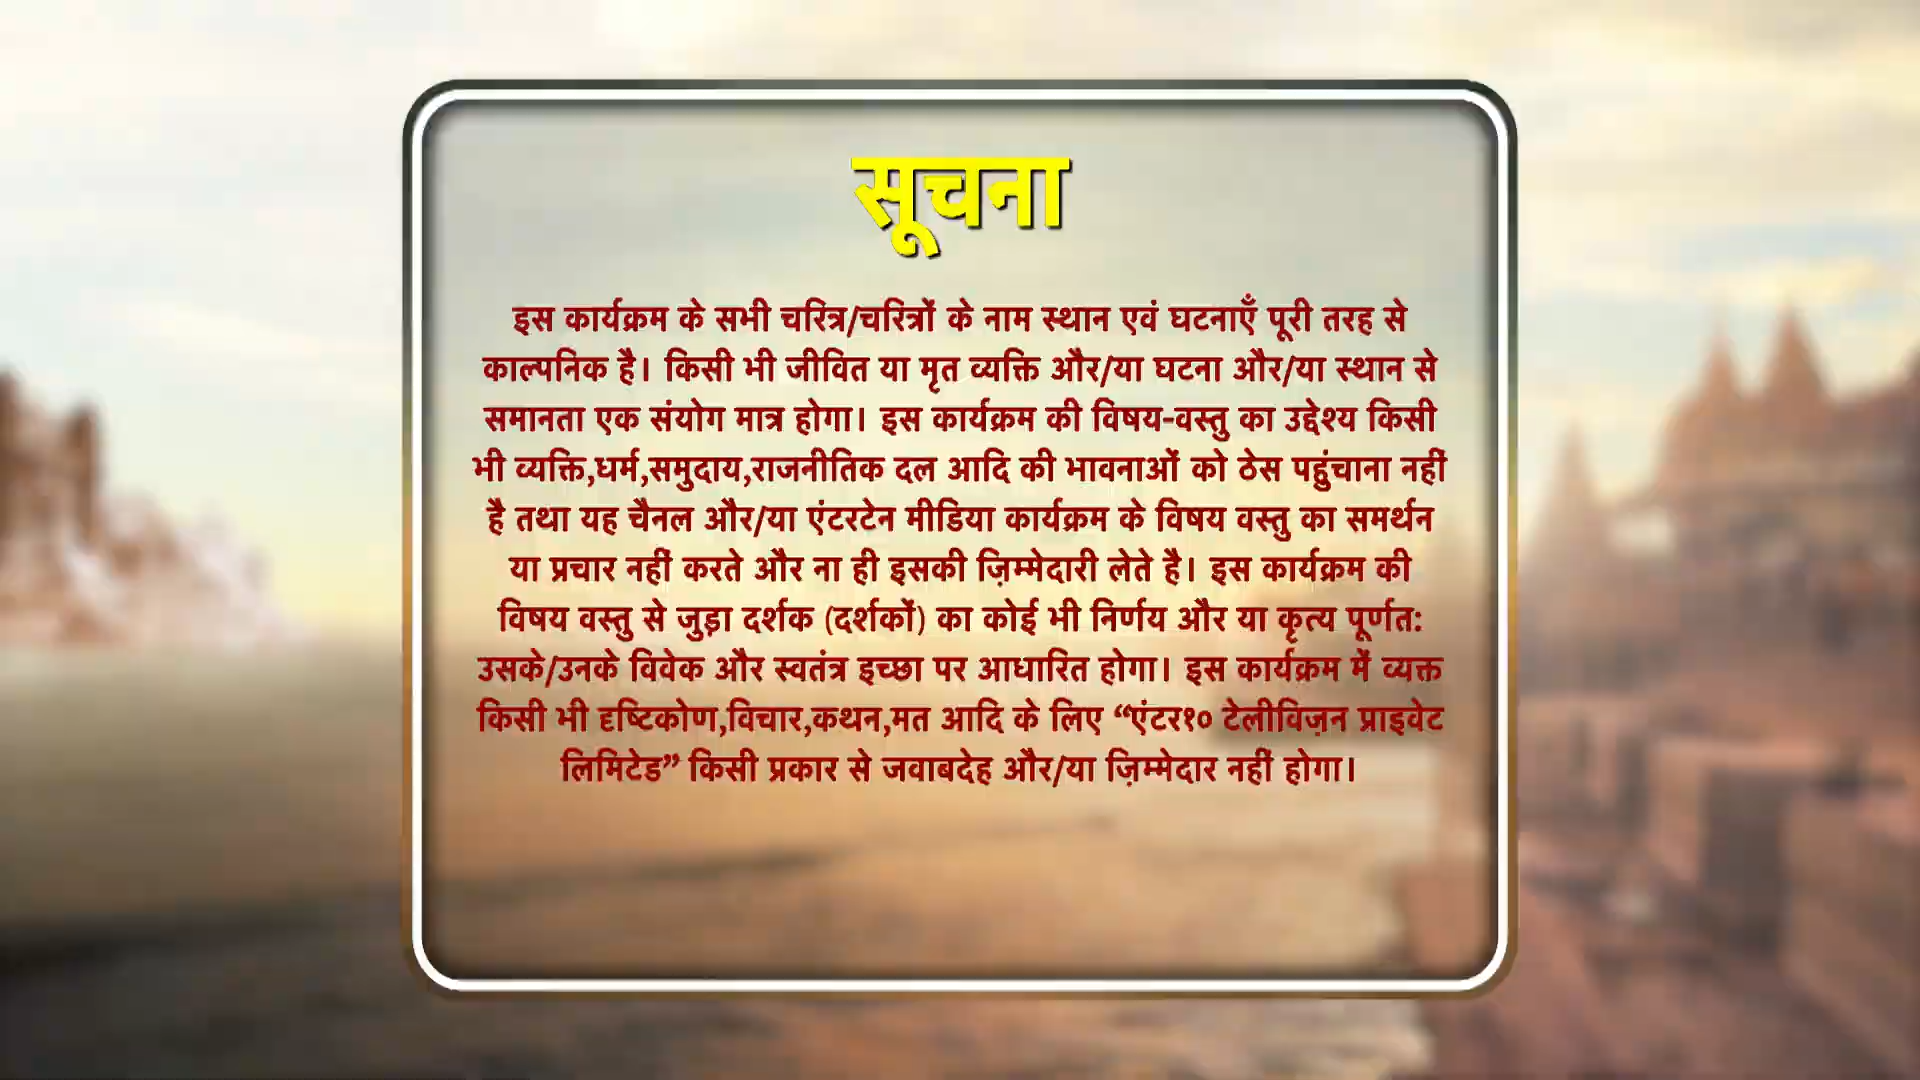 सूचना
इस कार्यक्रम के सभी चरित्र/चरित्रों के नाम स्थान एवं घटनाएँ पूरी तरह से
काल्पनिक है। किसी भी जीवित या मृत व्यक्ति और/या घटना और/या स्थान से
समानता एक संयोग मात्र होगा। इस कार्यक्रम की विषय-वस्तु का उद्देश्य किसी
भी व्यक्ति,धर्म,समुदाय,राजनीतिक दल आदि की भावनाओं को ठेस पहुंचाना नहीं
है तथा यह चैनल और/या एंटरटेन मीडिया कार्यक्रम के विषय वस्तु का समर्थन
या प्रचार नहीं करते और ना ही इसकी ज़िम्मेदारी लेते है। इस कार्यक्रम की
विषय वस्तु से जुड़ा दर्शक (दर्शकों) का कोई भी निर्णय और या कृत्य पूर्णत:
उसके/उनके विवेक और स्वतंत्र इच्छा पर आधारित होगा। इस कार्यक्रम में व्यक्त
किसी भी दृष्टिकोण,विचार,कथन,मत आदि के लिए “एंटर१० टेलीविज़न प्राइवेट
लिमिटेड” किसी प्रकार से जवाबदेह और/या ज़िम्मेदार नहीं होगा।